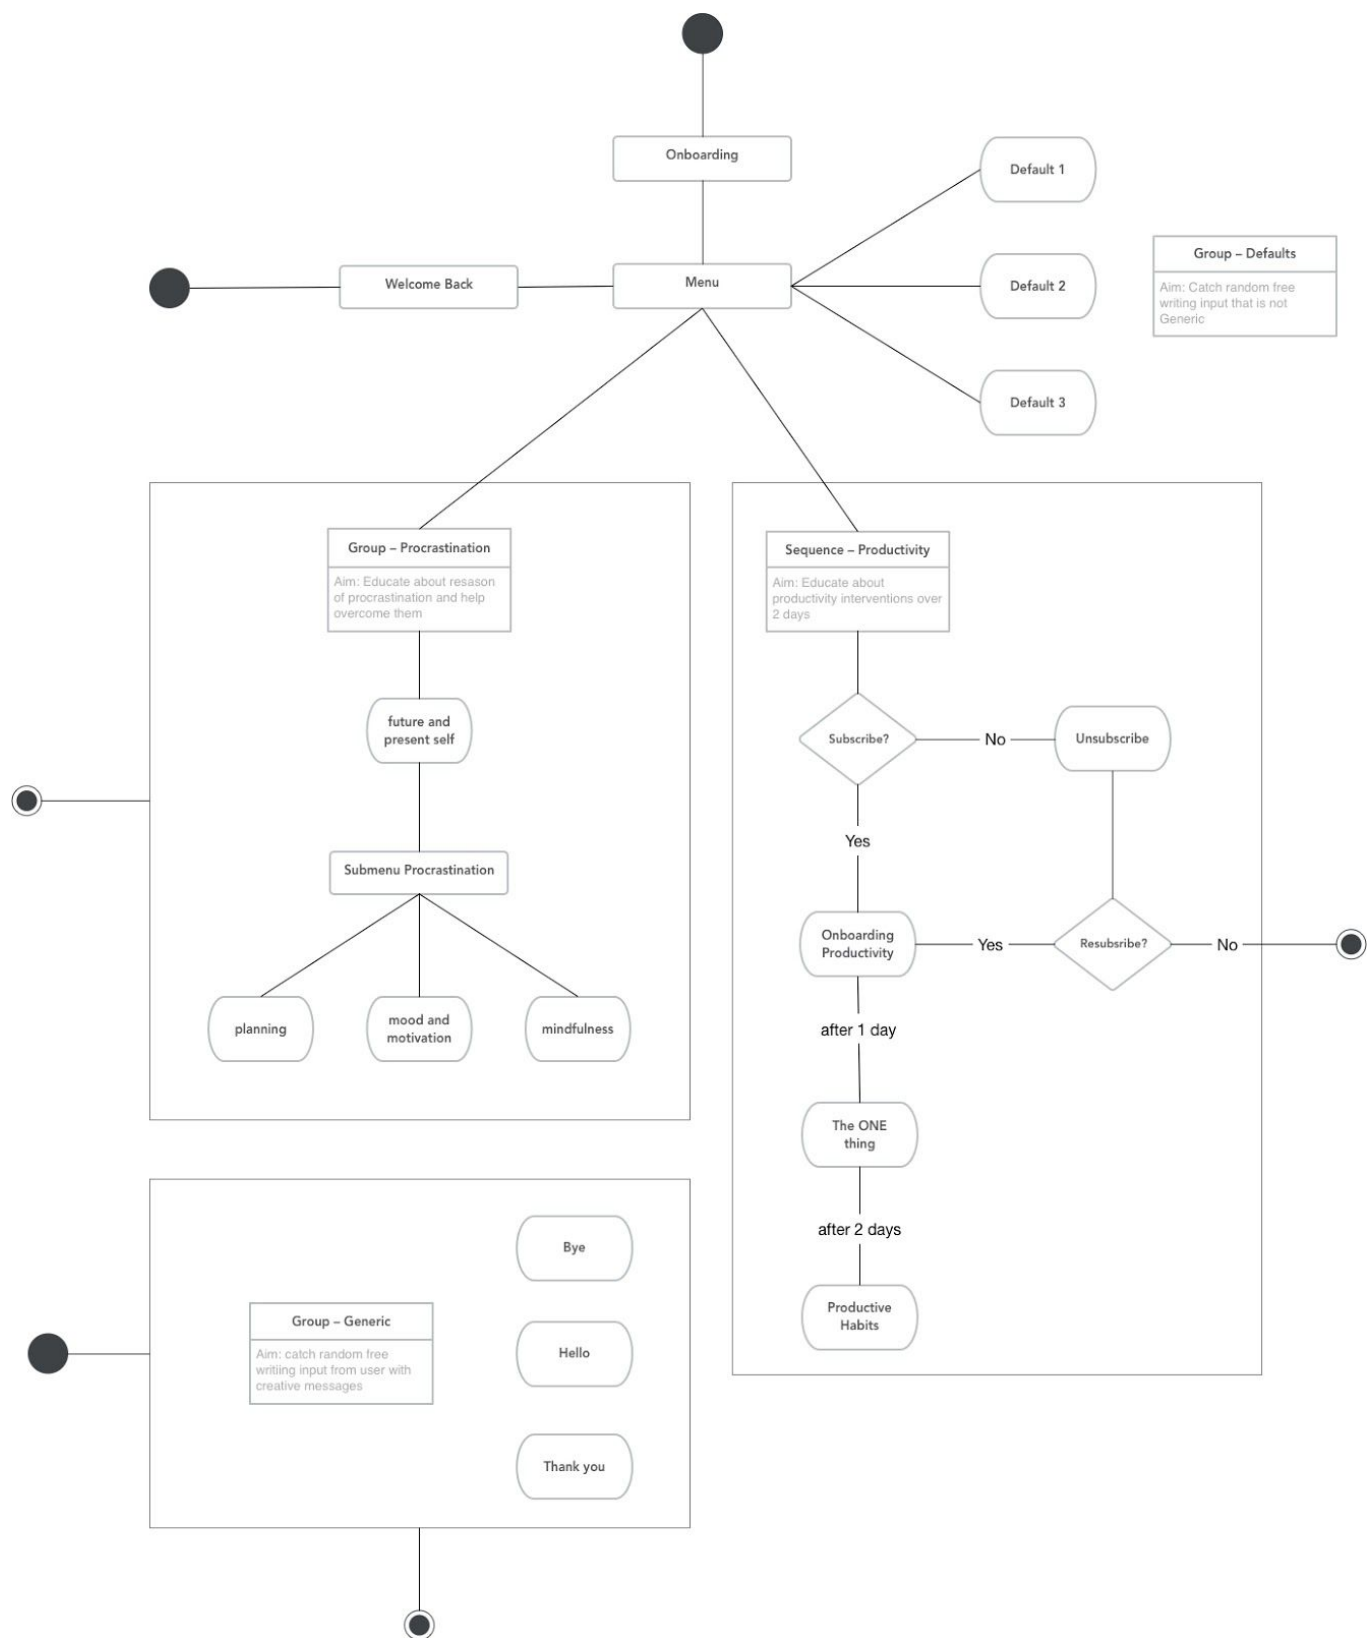 Onboarding
Default 1
Welcome Back
Menu
Default 2
Group – Defaults
Aim: Catch random free
writing input that is not
Generic
Default 3
Group – Procrastination
Aim: Educate about resason
of procrastination and help
overcome them
future and
present self
Submenu Procrastination
planning
mood and
motivation
mindfulness
Sequence – Productivity
Aim: Educate about
productivity interventions over
2 days
Subscribe?
No
Unsubscribe
Yes
Onboarding
Productivity
Yes
Resubsribe?
No
after 1 day
The ONE
thing
after 2 days
Productive
Habits
Group – Generic
Aim: catch random free
writiing input from user with
creative messages
Bye
Hello
Thank you